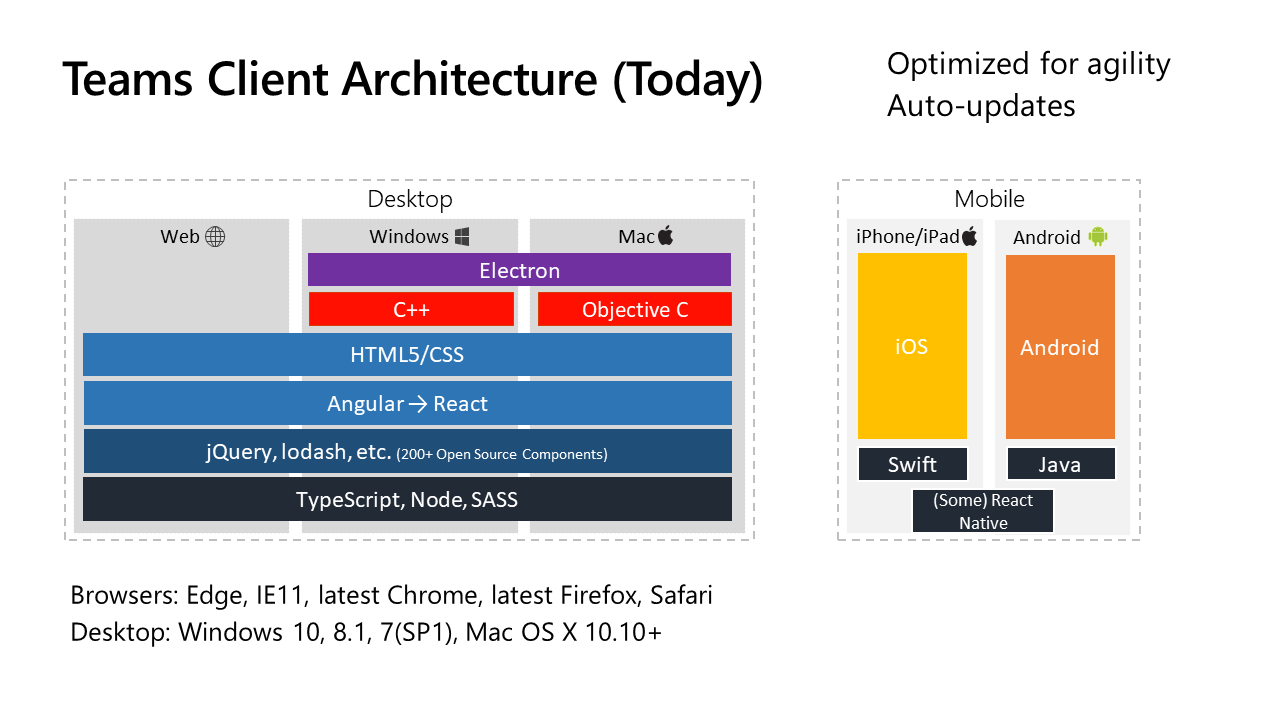 Teams Client Architecture (Today)
Optimized for agility
Auto-updates
Desktop
Web
Windows
Mac
Electron
C++
Objective C
HTML5/CSS
Angular → React
jQuery, lodash, etc. (200+ Open Source Components)
TypeScript, Node, SASS
Mobile
iPhone/iPad
Android
iOS
Android
Swift
Java
(Some) React
Native
Browsers: Edge, IE11, latest Chrome, latest Firefox, Safari
Desktop: Windows 10, 8.1, 7(SP1), Mac OS X 10.10+